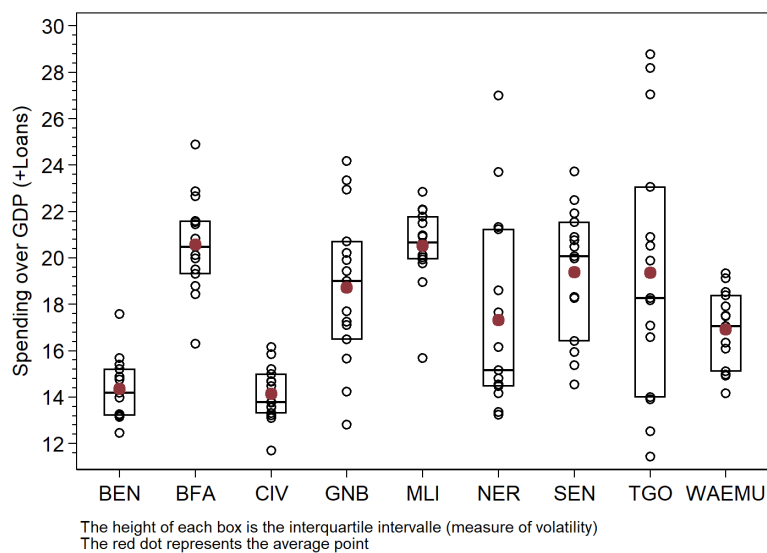 Spending over GDP (+Loans)
30
28
26
24
22
20
18
16
14
12
BEN BFA CIV GNB MLI NER SEN TGO WAEMU
The height of each box is the interquartile intervalle (measure of volatility)
The red dot represents the average point